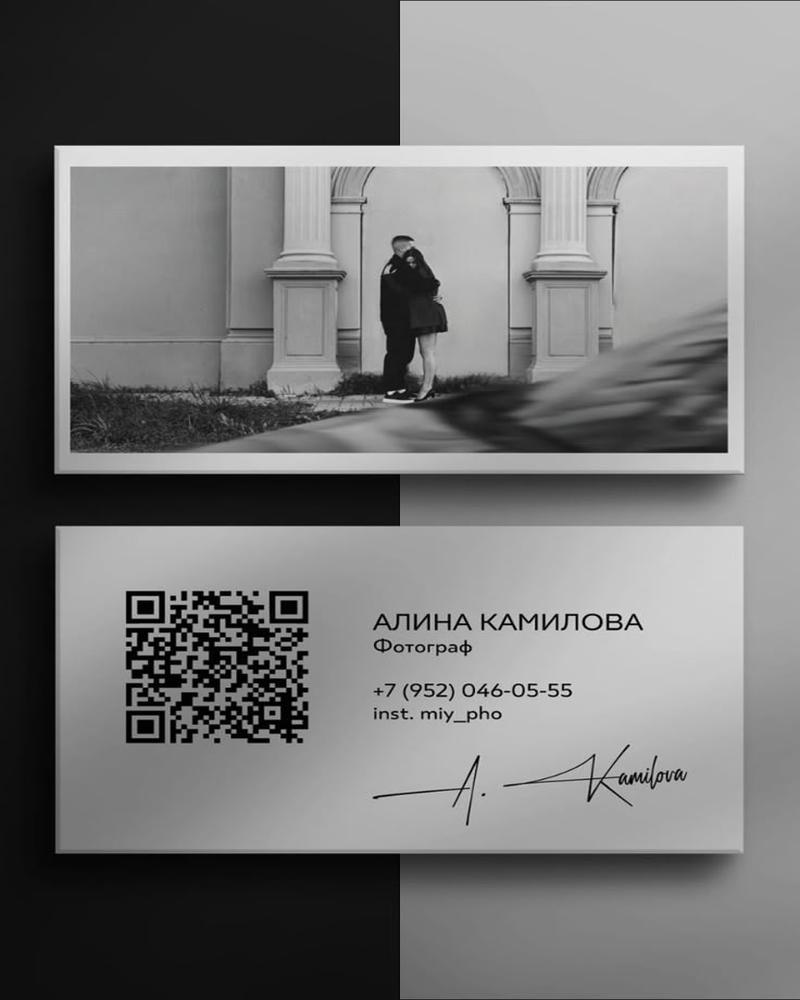 АЛИНА КАМИЛОВА
Фотограф
+7 (952) 046-05-55
inst. miy_pho
A. Kamilova